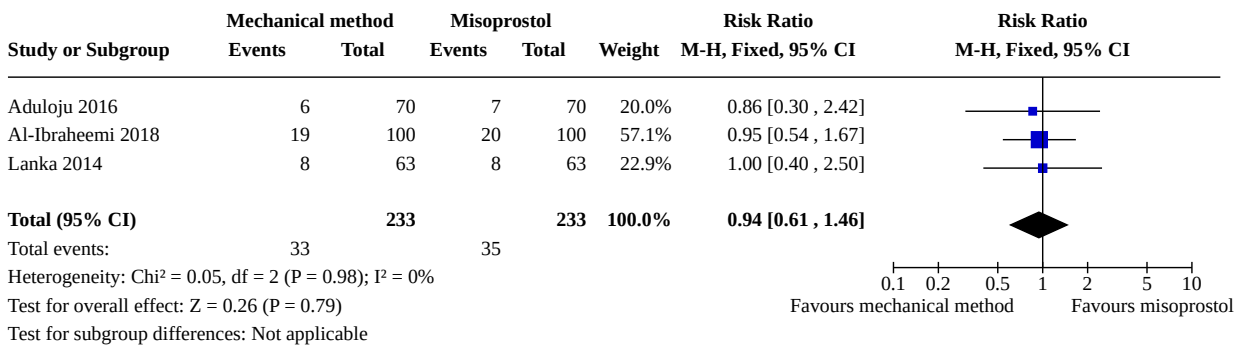 Mechanical method Misoprostol Risk Ratio Risk Ratio
Study or Subgroup Events Total Events Total Weight M-H, Fixed, 95% CI M-H, Fixed, 95% CI
Aduloju 2016 6 70 7 70 20.0% 0.86 [0.30 , 2.42]
Al-Ibraheemi 2018 19 100 20 100 57.1% 0.95 [0.54 , 1.67]
Lanka 2014 8 63 8 63 22.9% 1.00 [0.40 , 2.50]
Total (95% CI) 233 233 100.0% 0.94 [0.61 , 1.46]
Total events: 33 35
Heterogeneity: Chi² = 0.05, df = 2 (P = 0.98); I² = 0%
0.1 0.2 0.5 1 2 5 10
Test for overall effect: Z = 0.26 (P = 0.79)
Favours mechanical method Favours misoprostol
Test for subgroup differences: Not applicable